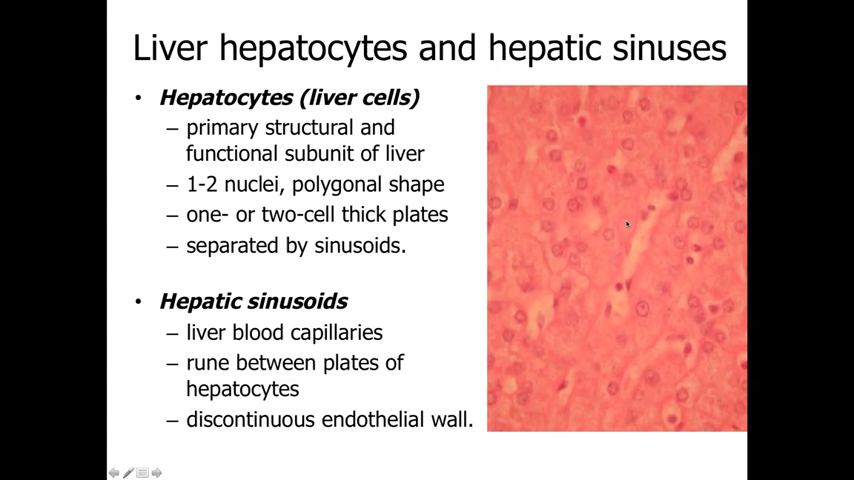 Liver hepatocytes and hepatic sinuses
• Hepatocytes (liver cells)
– primary structural and
functional subunit of liver
– 1-2 nuclei, polygonal shape
– one- or two-cell thick plates
– separated by sinusoids.
• Hepatic sinusoids
– liver blood capillaries
– rune between plates of
hepatocytes
– discontinuous endothelial wall.